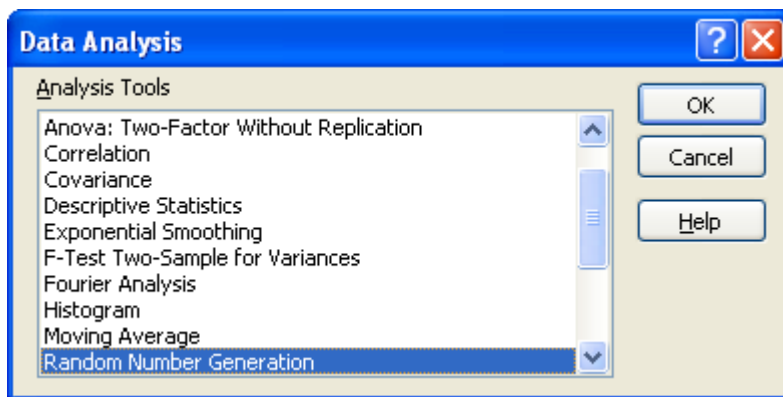 Data Analysis
Analysis Tools
Anova: Two-Factor Without Replication
Correlation
Covariance
Descriptive Statistics
Exponential Smoothing
F-Test Two-Sample for Variances
Fourier Analysis
Histogram
Moving Average
Random Number Generation
OK
Cancel
Help